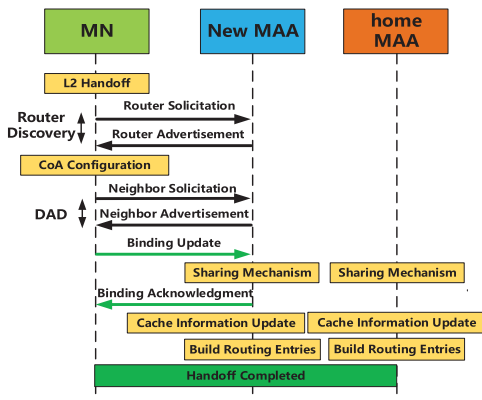 MN
New MAA
home
MAA
L2 Handoff
Router Solicitation
Router
Discovery
Router Advertisement
CoA Configuration
Neighbor Solicitation
DAD
Neighbor Advertisement
Binding Update
Sharing Mechanism
Sharing Mechanism
Binding Acknowledgment
Cache Information Update
Cache Information Update
Build Routing Entries
Build Routing Entries
Handoff Completed